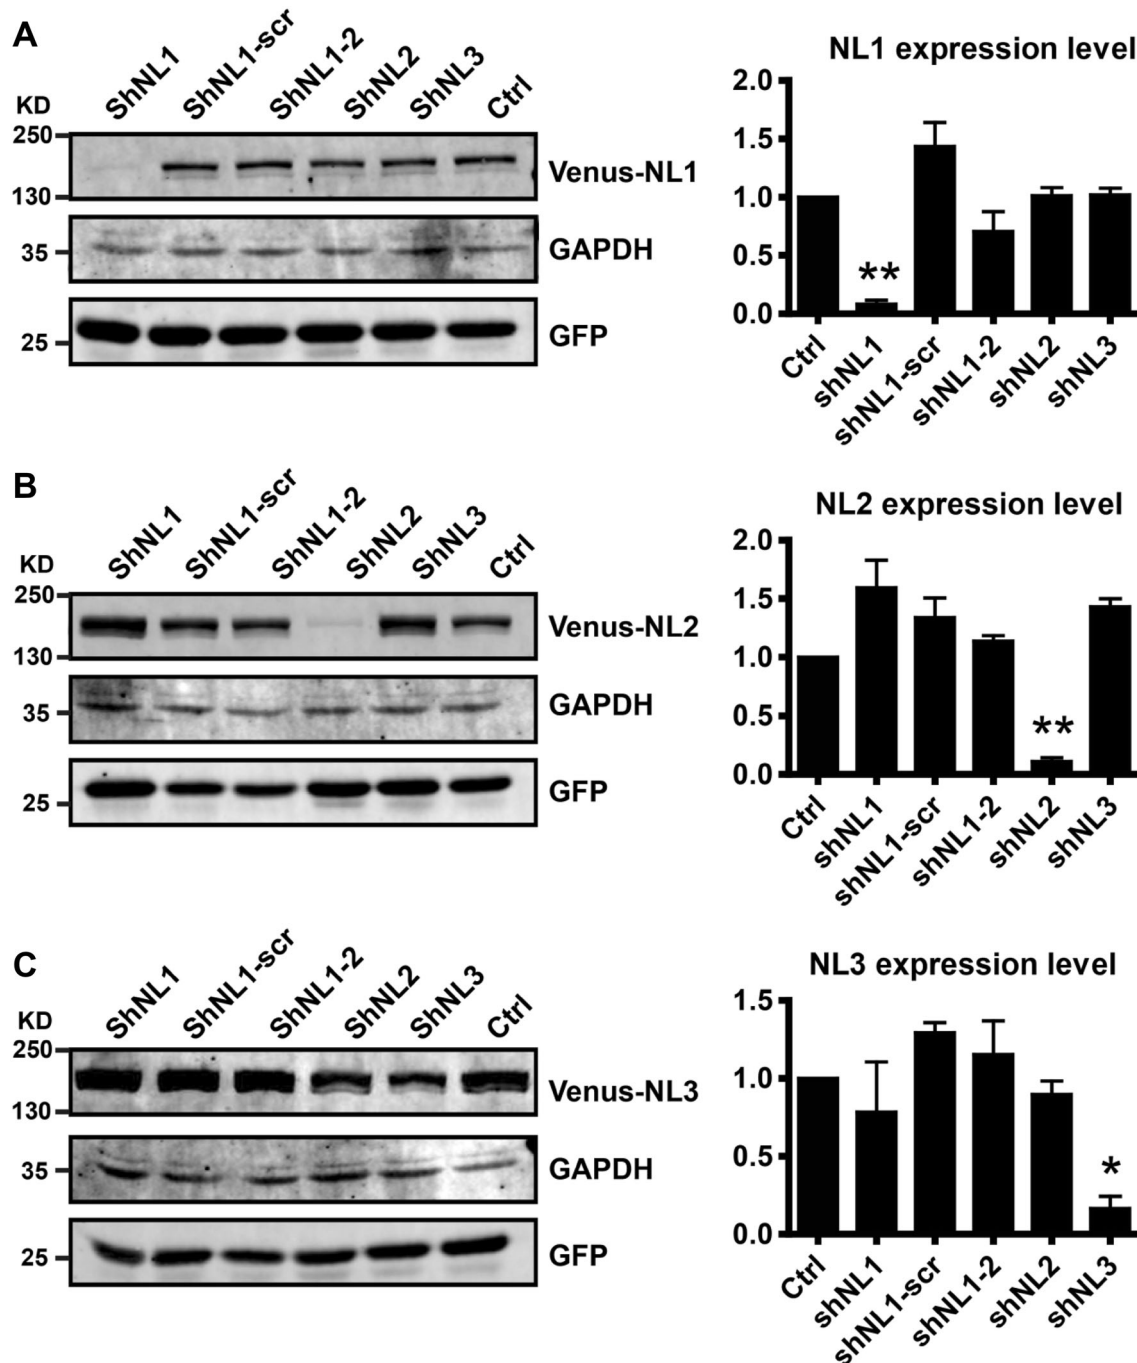 A
ShNL1 ShNL1-scr ShNL1-2 ShNL2 ShNL3 Ctrl
KD
250
130
Venus-NL1
35
GAPDH
25
GFP
NL1 expression level
2.0
1.5
1.0
0.5
0.0
**
Ctrl shNL1 shNL1-scr shNL1-2 shNL2 shNL3
B
ShNL1 ShNL1-scr ShNL1-2 ShNL2 ShNL3 Ctrl
KD
250
130
Venus-NL2
35
GAPDH
25
GFP
NL2 expression level
2.0
1.5
1.0
0.5
0.0
**
Ctrl shNL1 shNL1-scr shNL1-2 shNL2 shNL3
C
ShNL1 ShNL1-scr ShNL1-2 ShNL2 ShNL3 Ctrl
KD
250
130
Venus-NL3
35
GAPDH
25
GFP
NL3 expression level
1.5
1.0
0.5
0.0
*
Ctrl shNL1 shNL1-scr shNL1-2 shNL2 shNL3